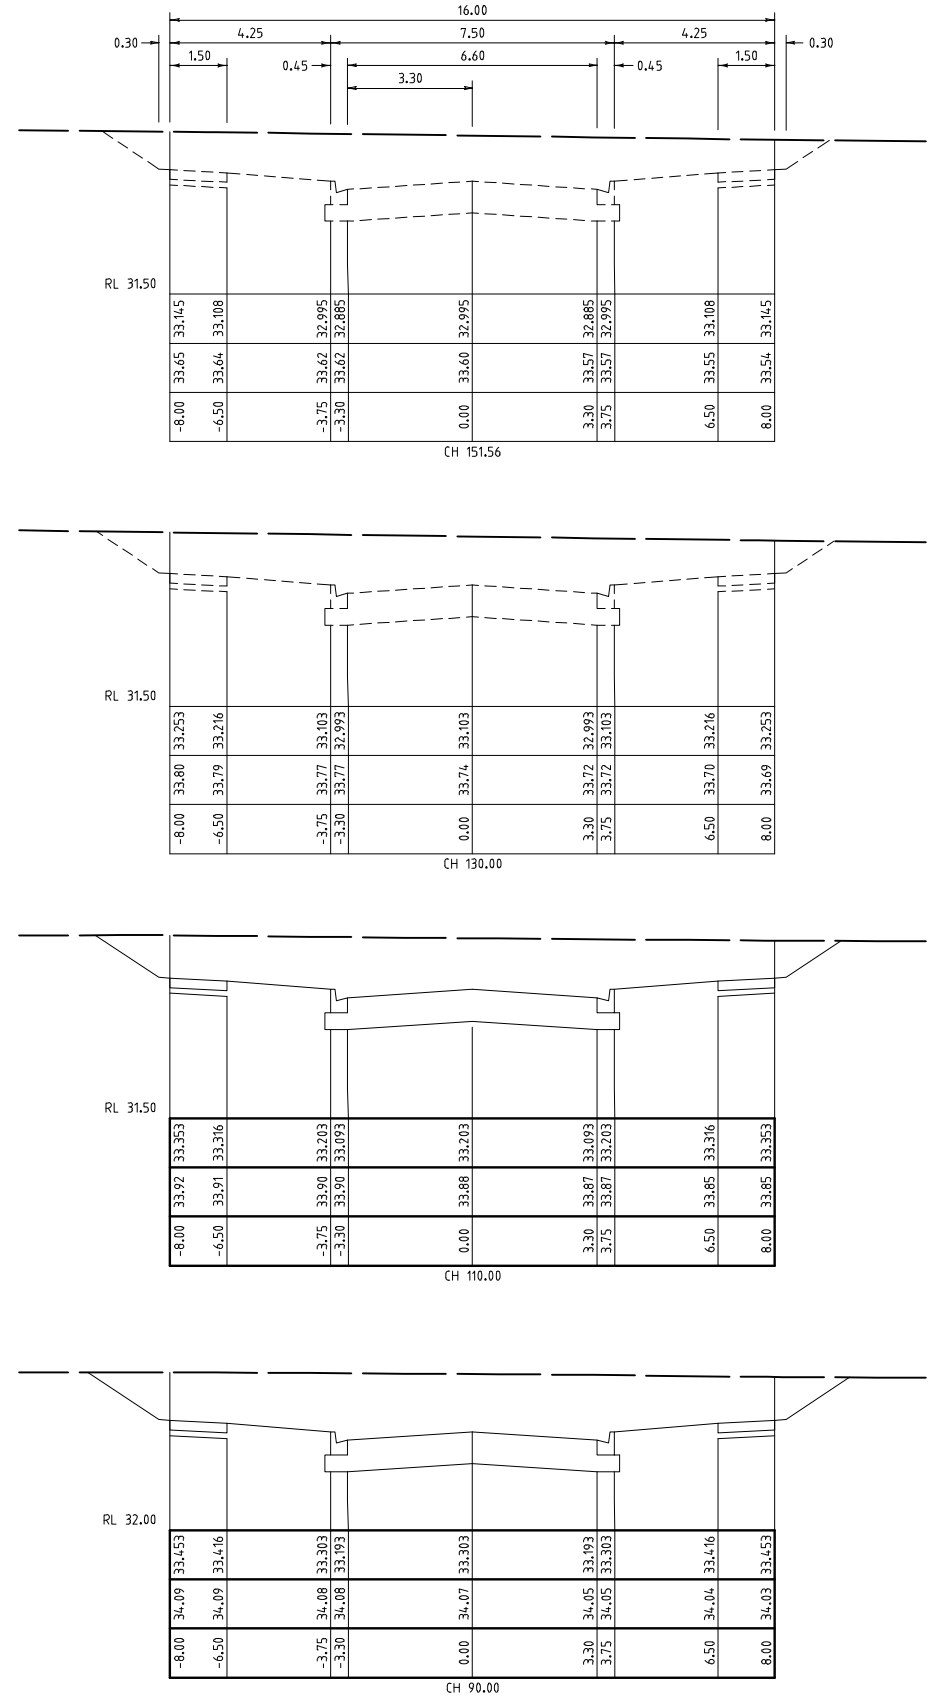 16.00
0.30 4.25 7.50 4.25 0.30
1.50 0.45 6.60 0.45 1.50
3.30
RL 31.50
33.145 33.108 32.995 32.885 32.995 32.885 32.995 33.108 33.145
33.65 33.64 33.62 33.62 33.60 33.57 33.57 33.55 33.54
-8.00 -6.50 -3.75 -3.30 0.00 3.30 3.75 6.50 8.00
CH 151.56
RL 31.50
33.253 33.216 33.103 32.993 33.103 32.993 33.103 33.216 33.253
33.80 33.79 33.77 33.77 33.74 33.72 33.72 33.70 33.69
-8.00 -6.50 -3.75 -3.30 0.00 3.30 3.75 6.50 8.00
CH 130.00
RL 31.50
33.353 33.316 33.203 33.093 33.203 33.093 33.203 33.316 33.353
33.92 33.91 33.90 33.90 33.88 33.87 33.87 33.85 33.85
-8.00 -6.50 -3.75 -3.30 0.00 3.30 3.75 6.50 8.00
CH 110.00
RL 32.00
33.453 33.416 33.303 33.193 33.303 33.193 33.303 33.416 33.453
34.09 34.09 34.08 34.08 34.07 34.05 34.05 34.04 34.03
-8.00 -6.50 -3.75 -3.30 0.00 3.30 3.75 6.50 8.00
CH 90.00